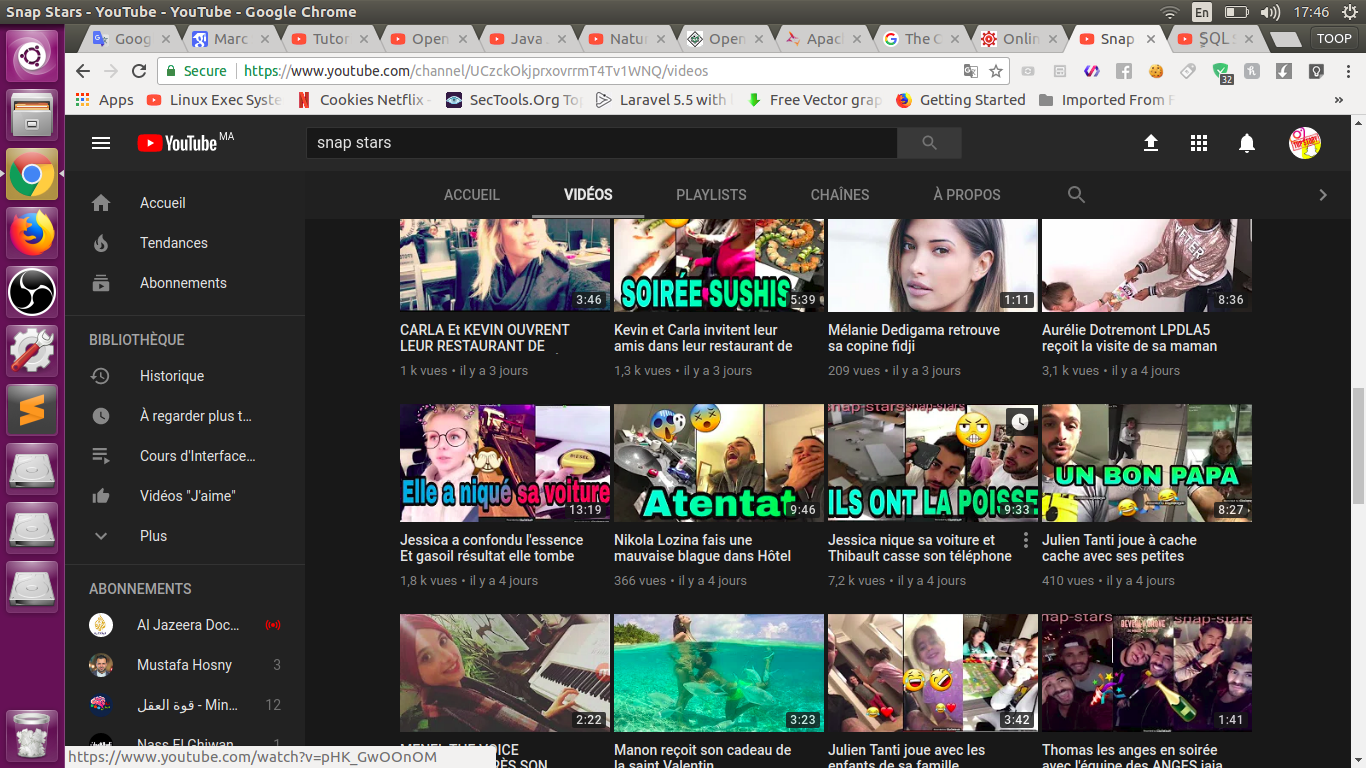 Snap Stars - YouTube - YouTube - Google Chrome
En
17:46
Goog
Marc
Tutor
Open
Java
Natu
Open
Apac
The C
Onlin
Snap
ŞQL
TOOP
Secure
https://www.youtube.com/channel/UCzckOkjprxovrrmT4Tv1WNQ/videos
32
Apps
Linux Exec Syste
Cookies Netflix -
SecTools.Org To
Laravel 5.5 with
Free Vector grap
Getting Started
Imported From F
YouTube MA
snap stars
ACCUEIL
VIDÉOS
PLAYLISTS
CHAÎNES
À PROPOS
Accueil
Tendances
Abonnements
BIBLIOTHÈQUE
Historique
À regarder plus t...
Cours d'Interface...
Vidéos "J'aime"
Plus
ABONNEMENTS
Al Jazeera Doc...
Mustafa Hosny 3
قوة العقل - Min... 12
Nass El Ghiwan 1
3:46
SOIRÉE SUSHIS
5:39
1:11
8:36
CARLA Et KEVIN OUVRENT
LEUR RESTAURANT DE
1 k vues • il y a 3 jours
Kevin et Carla invitent leur
amis dans leur restaurant de
1,3 k vues • il y a 3 jours
Mélanie Dedigama retrouve
sa copine fidji
209 vues • il y a 3 jours
Aurélie Dotremont LPDLA5
reçoit la visite de sa maman
3,1 k vues • il y a 4 jours
Elle a niqué sa voiture
13:19
Atentat
9:46
snap-stars
ILS ONT LA POISSE
9:33
UN BON PAPA
8:27
Jessica a confondu l'essence
Et gasoil résultat elle tombe
1,8 k vues • il y a 4 jours
Nikola Lozina fais une
mauvaise blague dans Hôtel
366 vues • il y a 4 jours
Jessica nique sa voiture et
Thibault casse son téléphone
7,2 k vues • il y a 4 jours
Julien Tanti joue à cache
cache avec ses petites
410 vues • il y a 4 jours
2:22
3:23
3:42
snap-stars
snap-stars
1:41
MENEL THE VOICE
Manon reçoit son cadeau de
la saint Valentin
Julien Tanti joue avec les
enfants de sa famille
Thomas les anges en soirée
avec l'équipe des ANGES jaja
https://www.youtube.com/watch?v=pHK_GwOOnOM